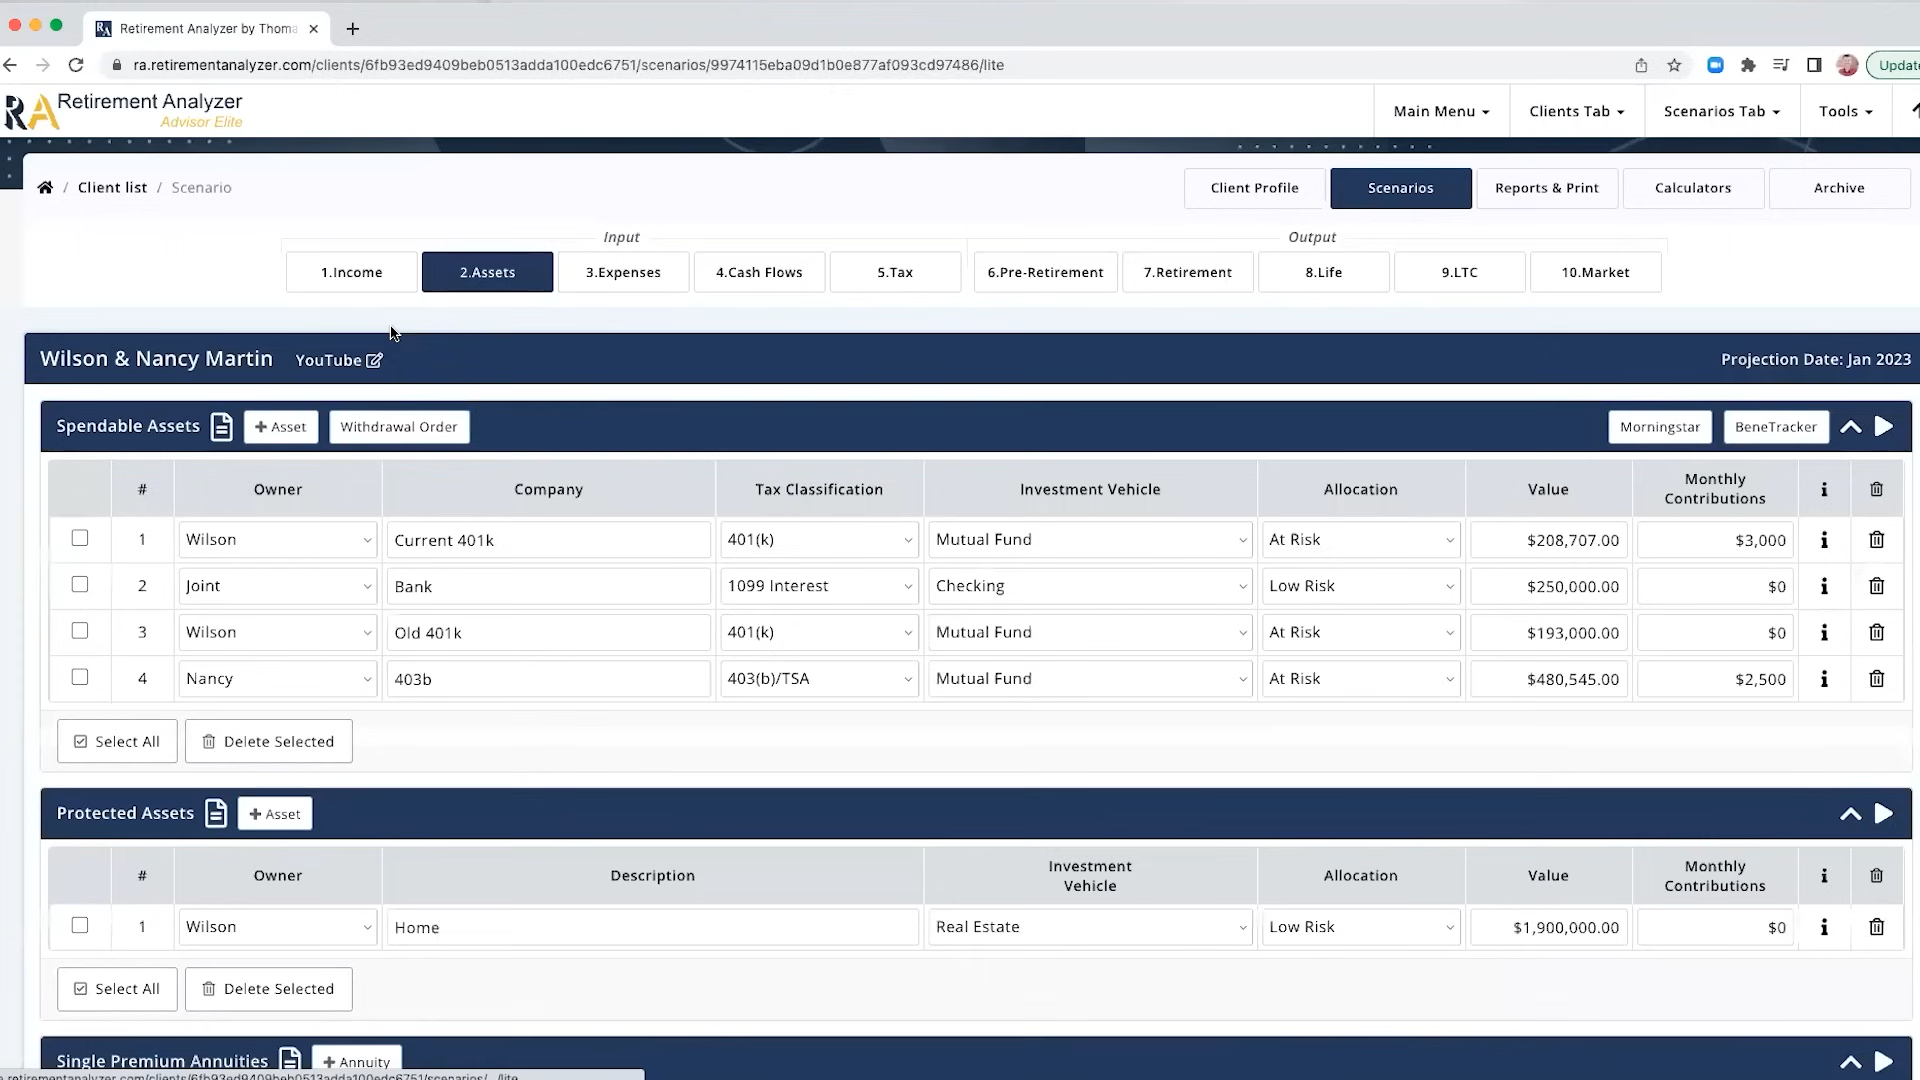 Retirement Analyzer by Thoma
ra.retirementanalyzer.com/clients/6fb93ed9409beb0513adda100edc6751/scenarios/9974115eba09d1b0e877af093cd97486/lite
Update
RA Retirement Analyzer
Advisor Elite
Main Menu
Clients Tab
Scenarios Tab
Tools
/ Client list / Scenario
Client Profile
Scenarios
Reports & Print
Calculators
Archive
Input
Output
1.Income
2.Assets
3.Expenses
4.Cash Flows
5.Tax
6.Pre-Retirement
7.Retirement
8.Life
9.LTC
10.Market
Wilson & Nancy Martin YouTube
Projection Date: Jan 2023
Spendable Assets + Asset Withdrawal Order Morningstar BeneTracker
# Owner Company Tax Classification Investment Vehicle Allocation Value Monthly Contributions
1 Wilson Current 401k 401(k) Mutual Fund At Risk $208,707.00 $3,000
2 Joint Bank 1099 Interest Checking Low Risk $250,000.00 $0
3 Wilson Old 401k 401(k) Mutual Fund At Risk $193,000.00 $0
4 Nancy 403b 403(b)/TSA Mutual Fund At Risk $480,545.00 $2,500
Select All Delete Selected
Protected Assets + Asset
# Owner Description Investment Vehicle Allocation Value Monthly Contributions
1 Wilson Home Real Estate Low Risk $1,900,000.00 $0
Select All Delete Selected
Single Premium Annuities + Annuity